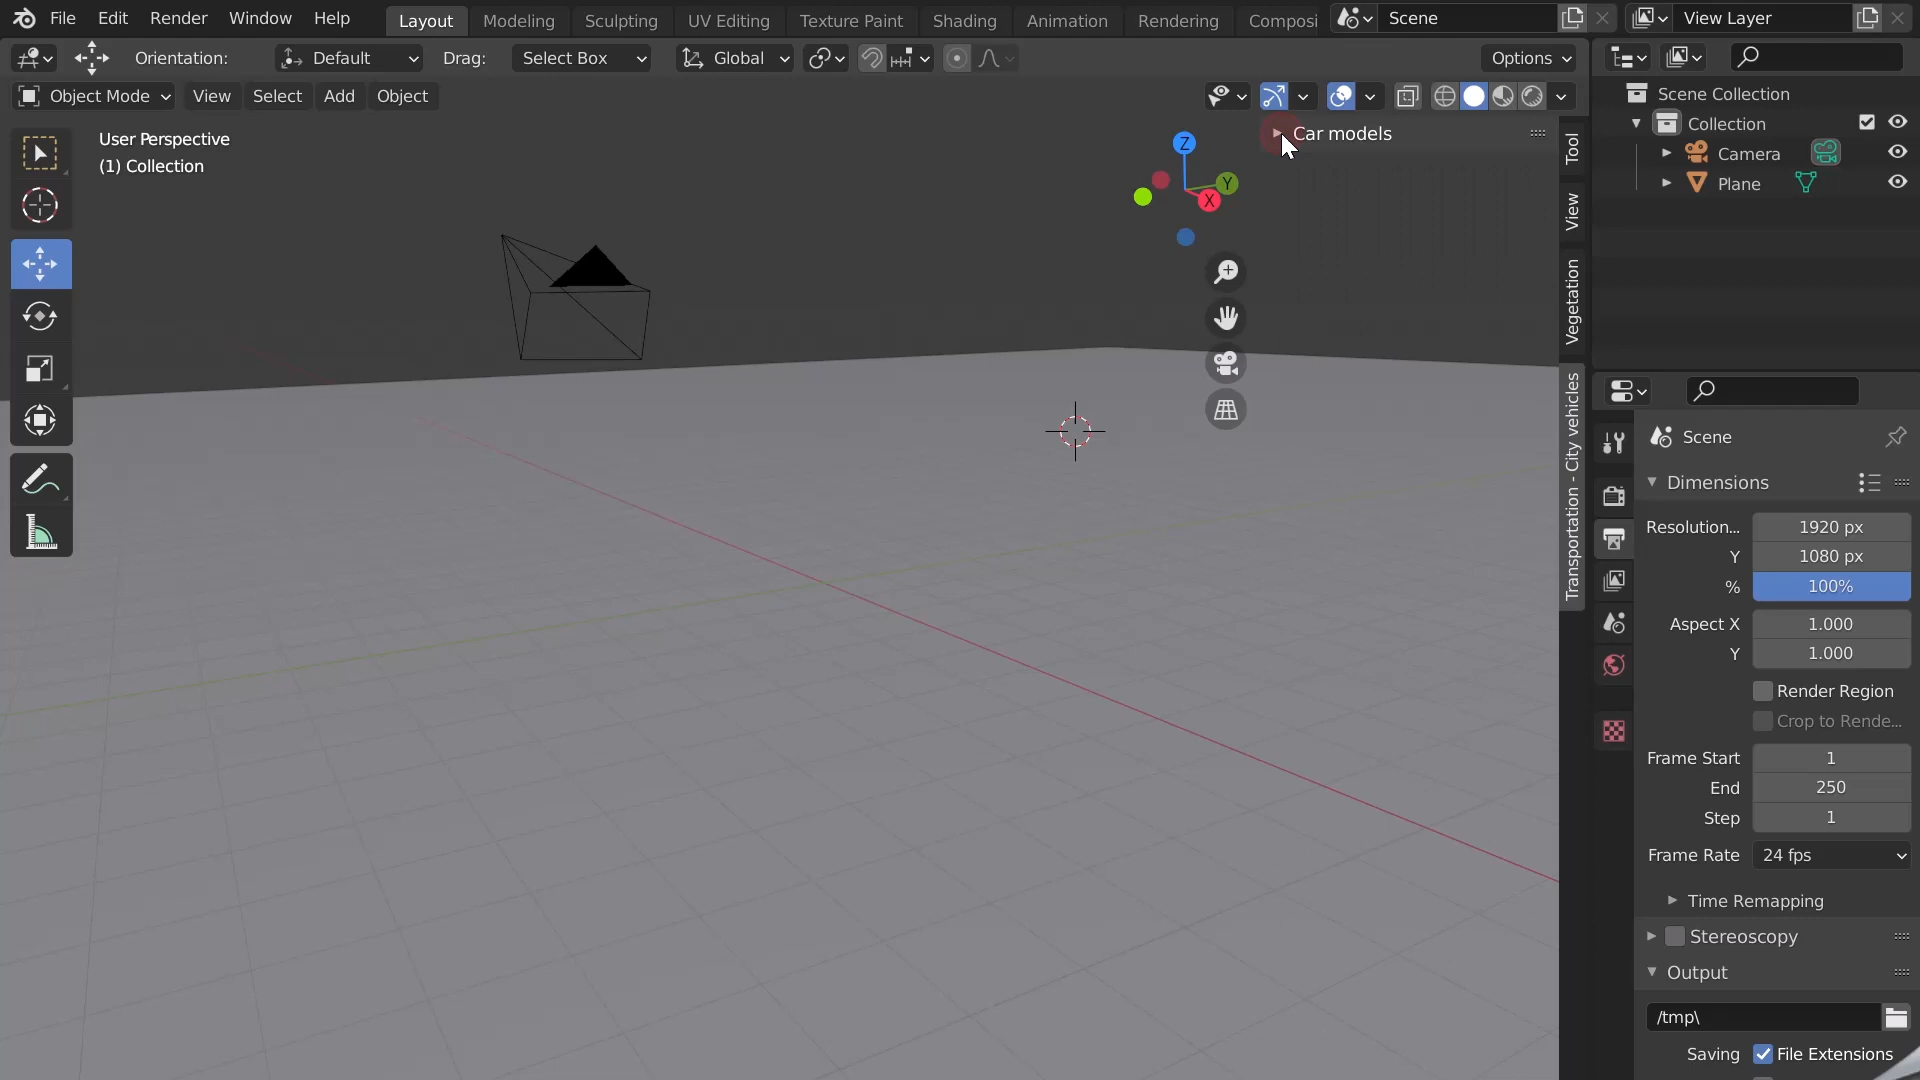 File Edit Render Window Help Layout Modeling Sculpting UV Editing Texture Paint Shading Animation Rendering Composi Scene View Layer
Orientation: Default Drag: Select Box Global Options
Object Mode View Select Add Object
User Perspective
(1) Collection
Z
Y
X
Car models
Tool
View
Vegetation
Transportation - City vehicles
Scene Collection
Collection
Camera
Plane
Scene
Dimensions
Resolution... 1920 px
Y 1080 px
% 100%
Aspect X 1.000
Y 1.000
Render Region
Crop to Rende...
Frame Start 1
End 250
Step 1
Frame Rate 24 fps
Time Remapping
Stereoscopy
Output
/tmp\
Saving File Extensions